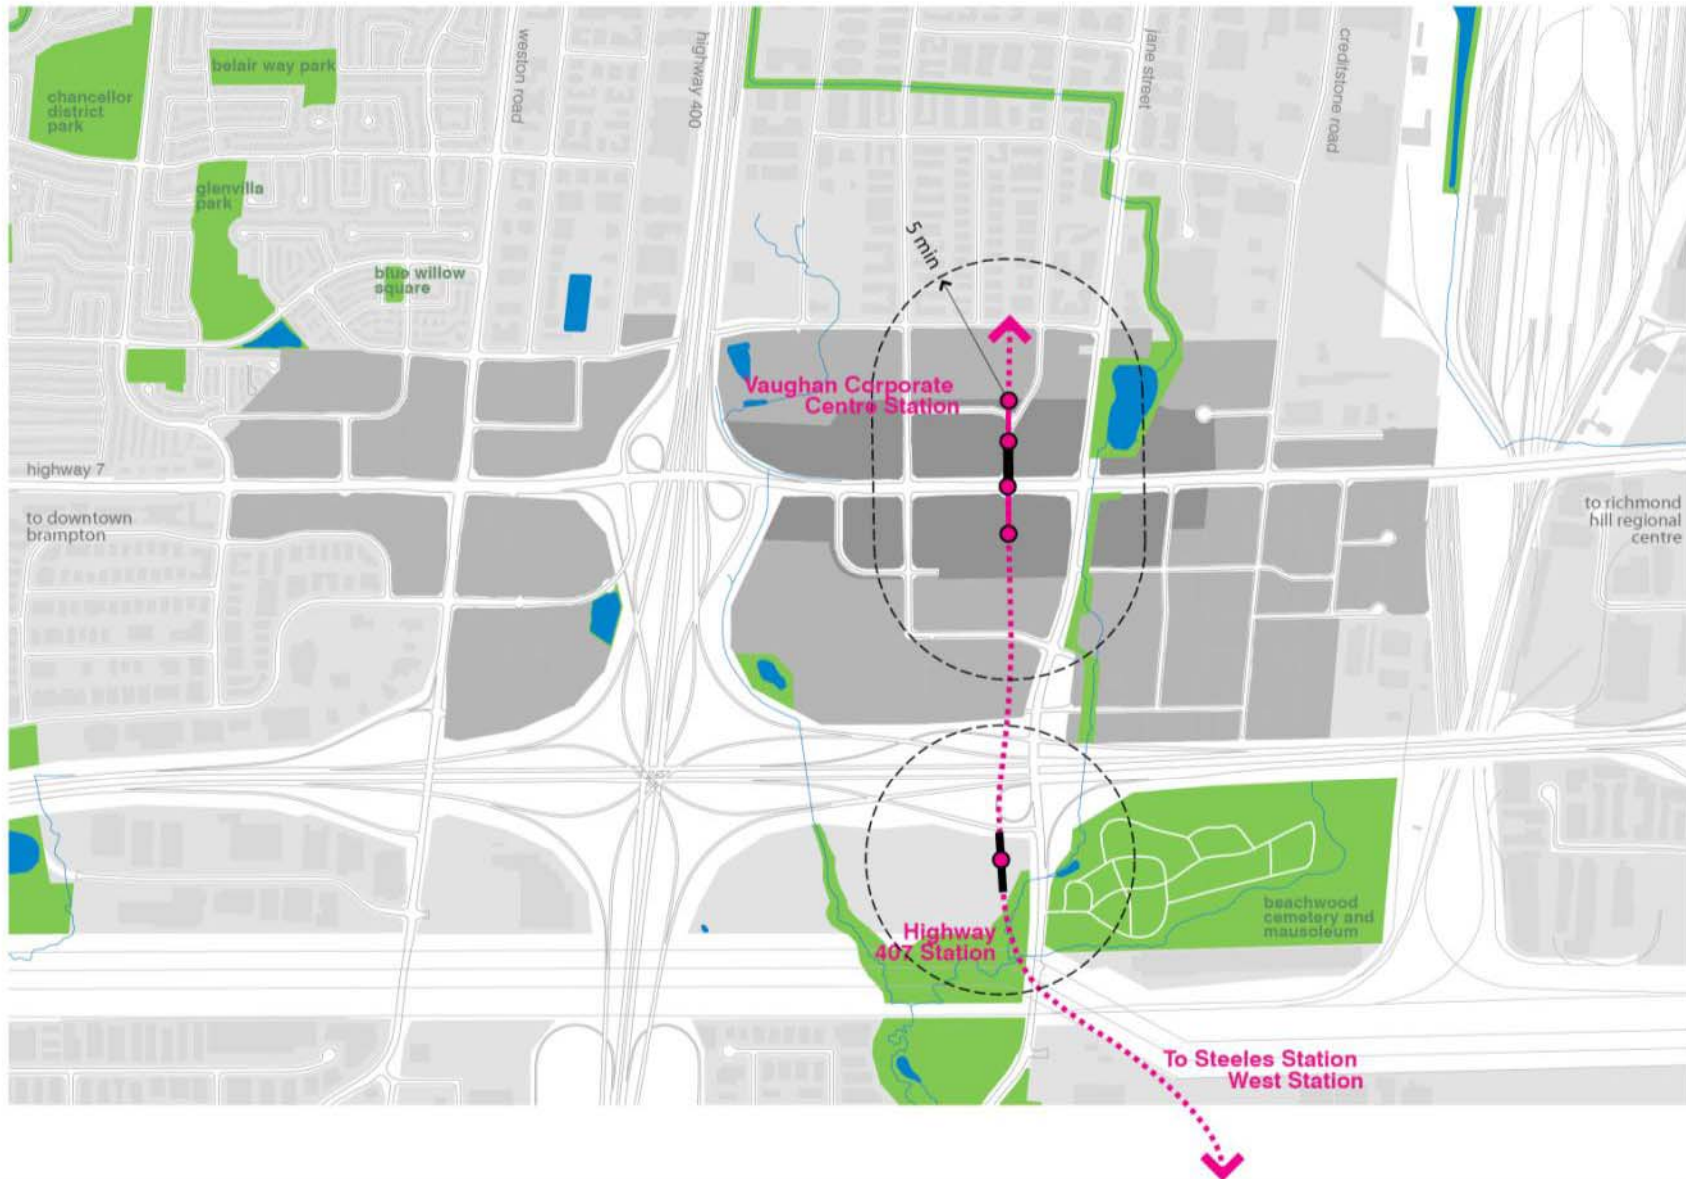 belair way park
chancellor
district
park
weston road
highway 400
jane street
creditstone road
glenvilla
park
blue willow
square
5 min
Vaughan Corporate
Centre Station
highway 7
to downtown
brampton
to richmond
hill regional
centre
beachwood
cemetery and
mausoleum
Highway
407 Station
To Steeles Station
West Station